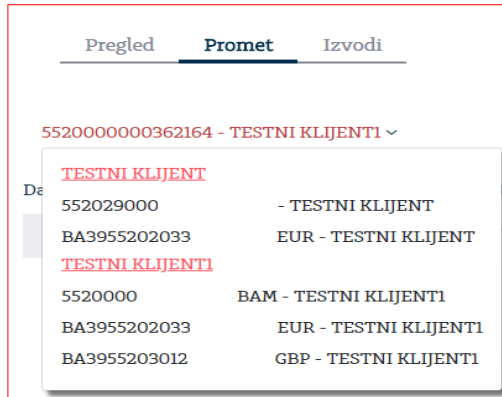 Pregled Promet Izvodi
5520000000362164 - TESTNI KLIJENT1
TESTNI KLIJENT
Da
552029000 - TESTNI KLIJENT
BA3955202033 EUR - TESTNI KLIJENT
TESTNI KLIJENT1
5520000 BAM - TESTNI KLIJENT1
BA3955202033 EUR - TESTNI KLIJENT1
BA3955203012 GBP - TESTNI KLIJENT1